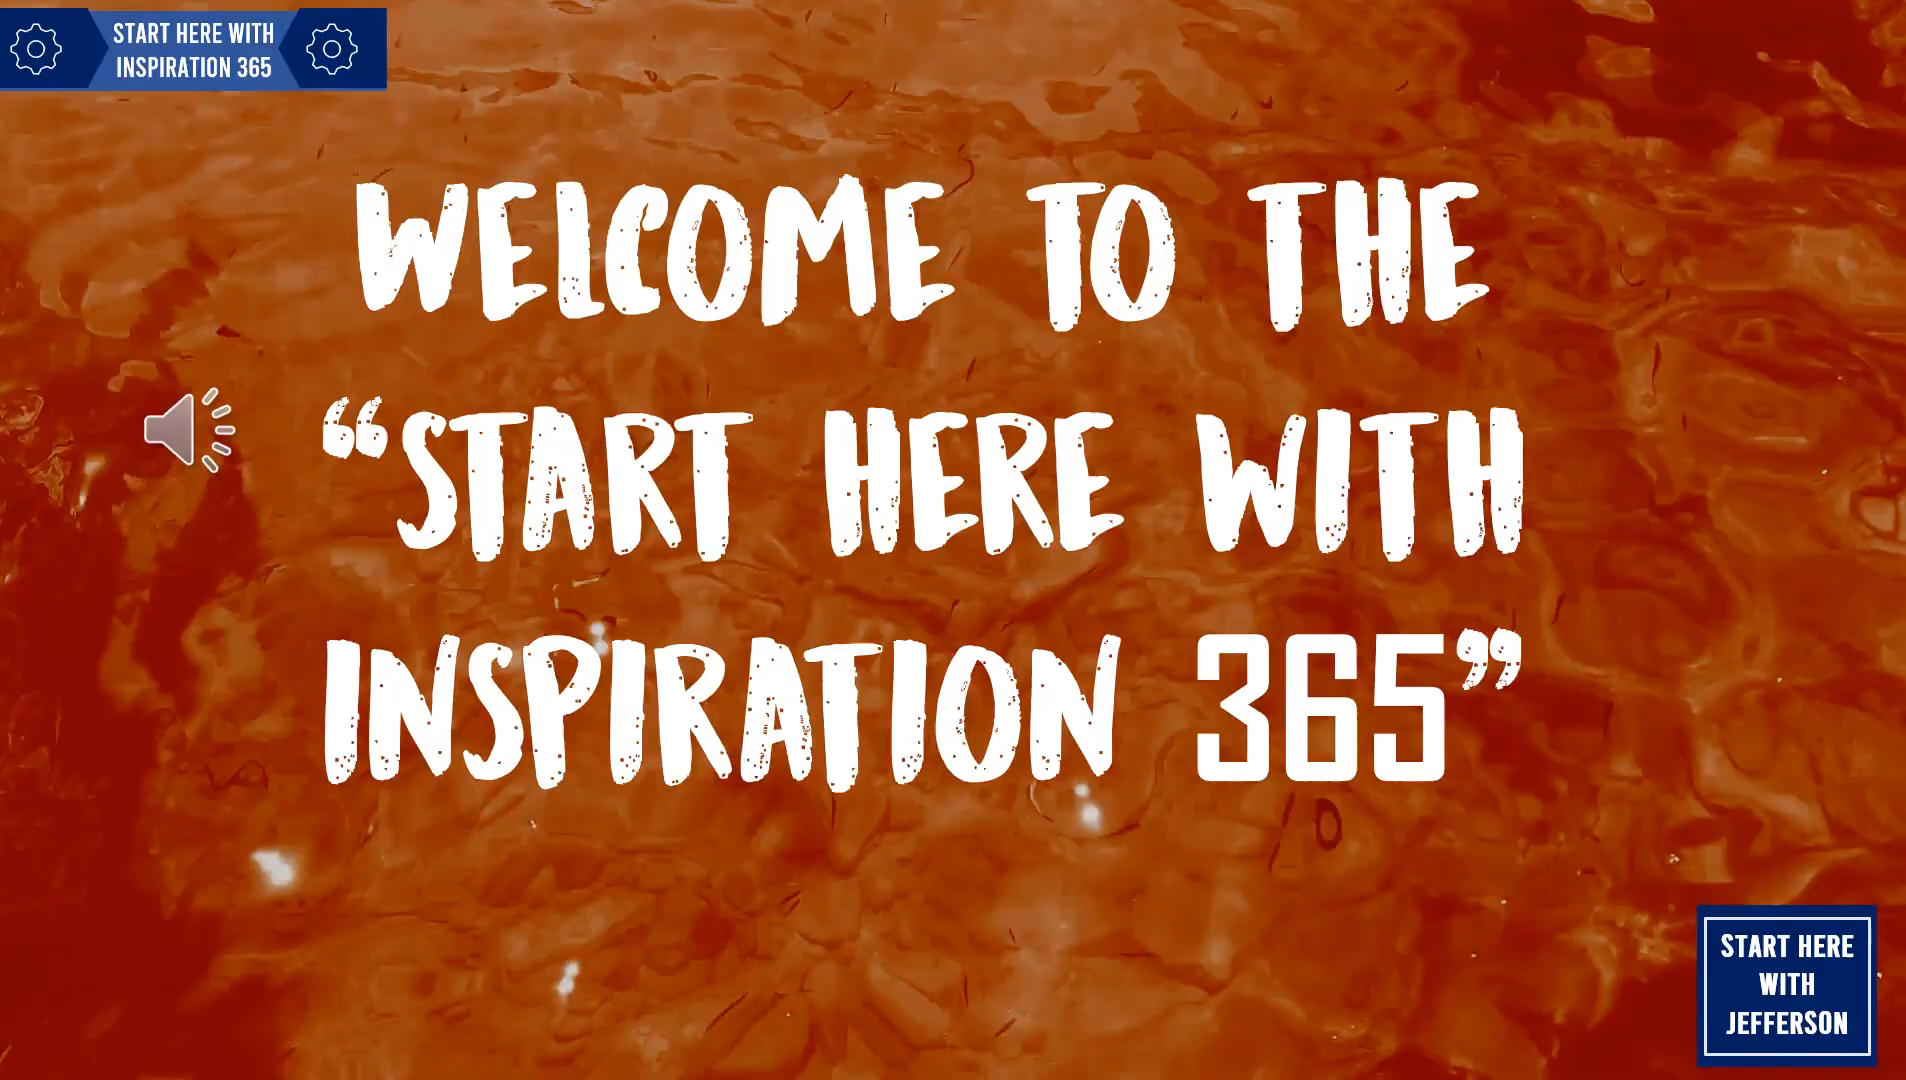 START HERE WITH
INSPIRATION 365
WELCOME TO THE
“START HERE WITH
INSPIRATION 365”
START HERE
WITH
JEFFERSON